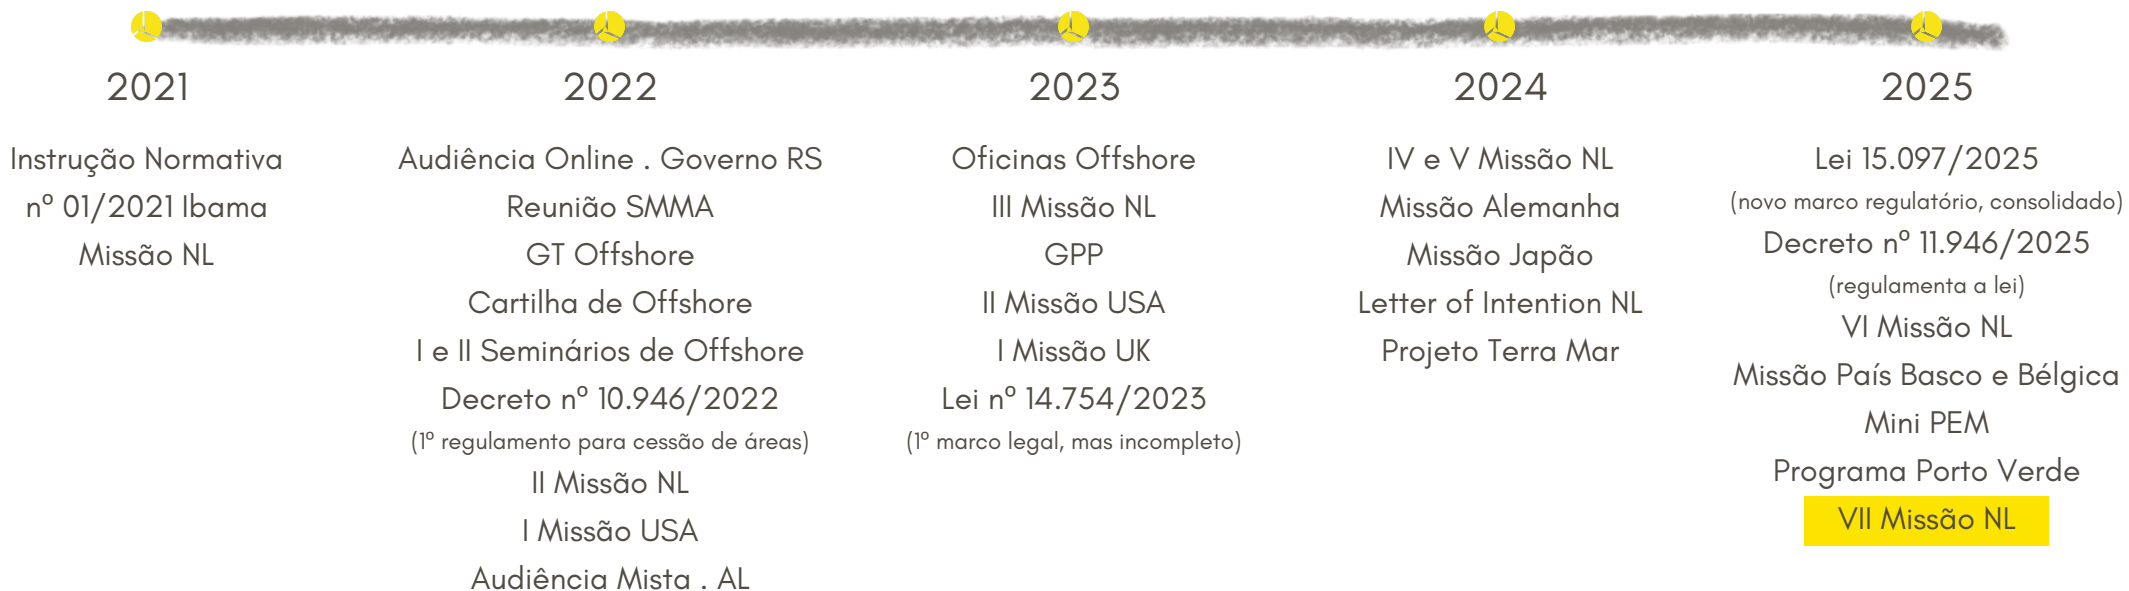 2021
Instrução Normativa
nº 01/2021 Ibama
Missão NL
2022
Audiência Online . Governo RS
Reunião SMMA
GT Offshore
Cartilha de Offshore
I e II Seminários de Offshore
Decreto nº 10.946/2022
(1º regulamento para cessão de áreas)
II Missão NL
I Missão USA
Audiência Mista . AL
2023
Oficinas Offshore
III Missão NL
GPP
II Missão USA
I Missão UK
Lei nº 14.754/2023
(1º marco legal, mas incompleto)
2024
IV e V Missão NL
Missão Alemanha
Missão Japão
Letter of Intention NL
Projeto Terra Mar
2025
Lei 15.097/2025
(novo marco regulatório, consolidado)
Decreto nº 11.946/2025
(regulamenta a lei)
VI Missão NL
Missão País Basco e Bélgica
Mini PEM
Programa Porto Verde
VII Missão NL